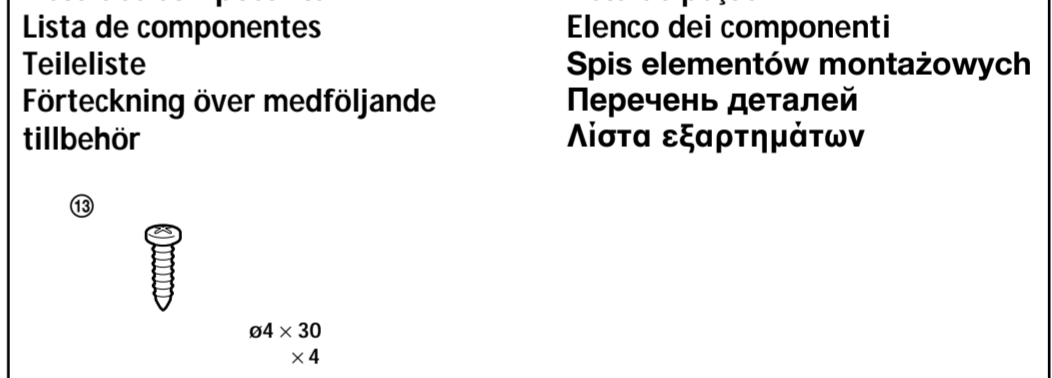 Lista de componentes
Teileliste
Förteckning över medföljande
tillbehör
Elenco dei componenti
Spis elementów montażowych
Перечень деталей
Λίστα εξαρτημάτων
⑬
ø4 × 30
× 4